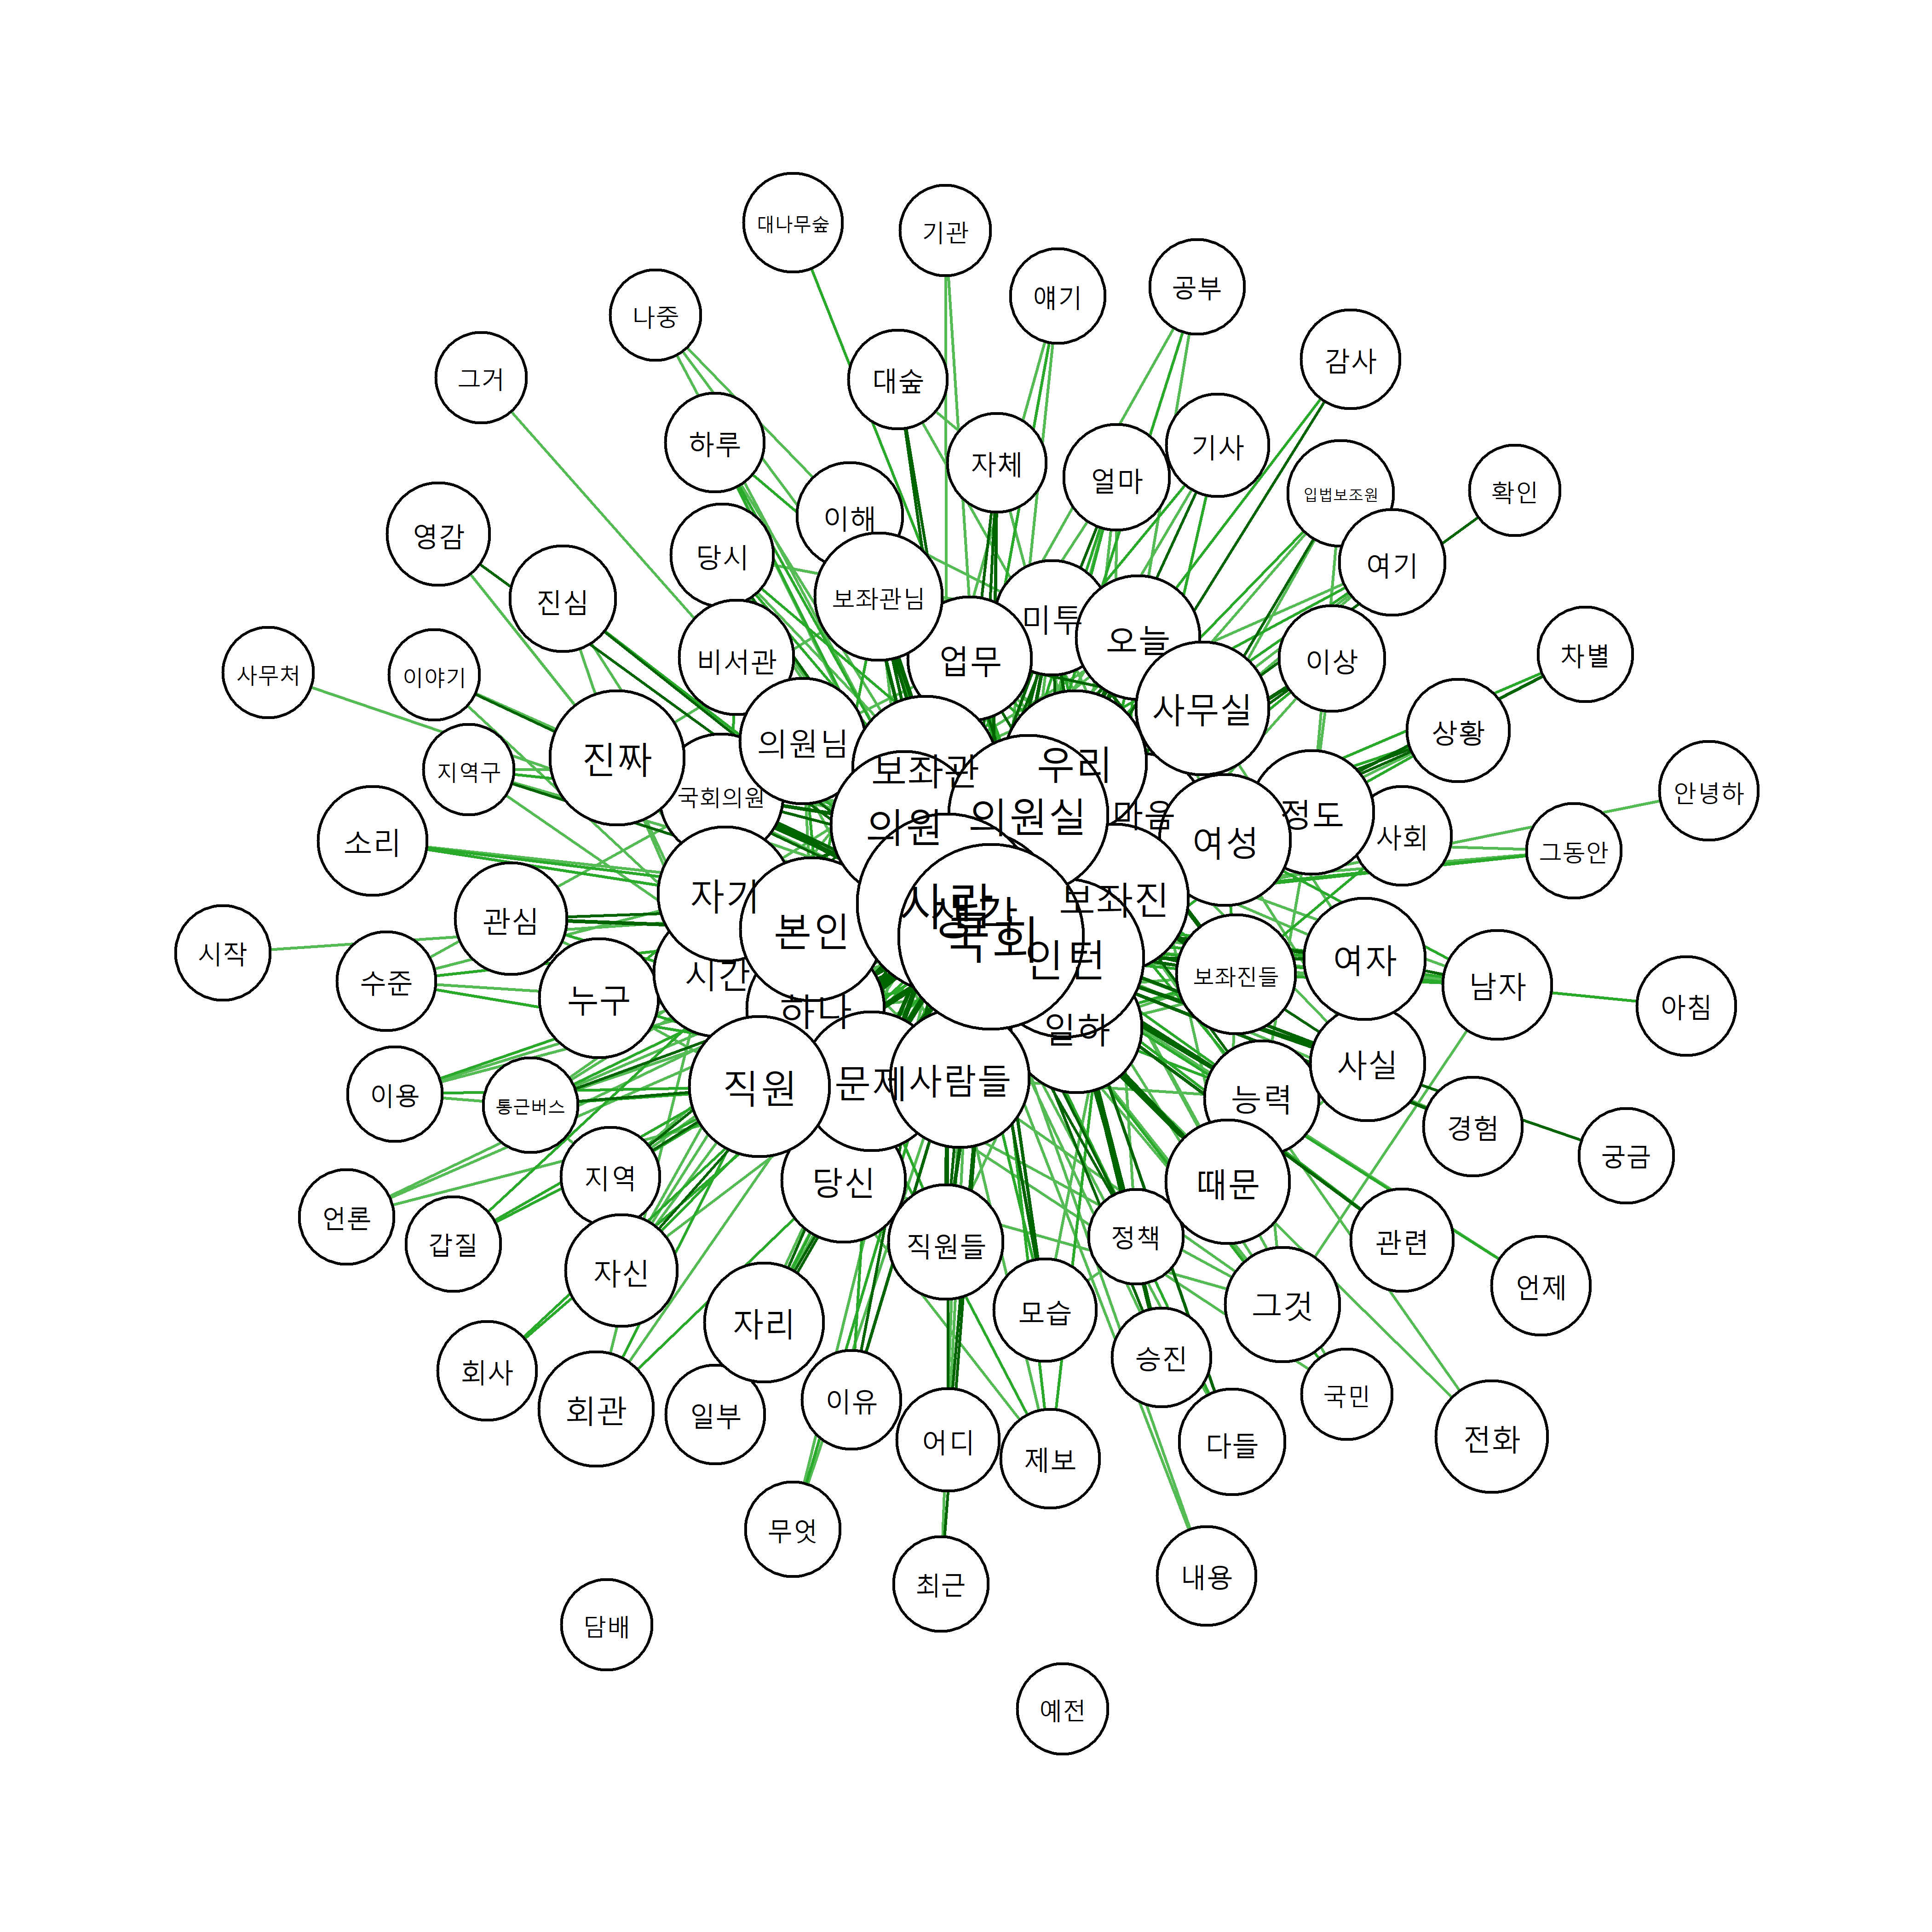 대나무숲
기관
얘기
공부
나중
감사
그거
대숲
하루
자체
얼마
기사
입법보조원
확인
이해
영감
당시
여기
진심
보좌관님
미투
오늘
차별
사무처
이야기
비서관
업무
이상
사무실
상황
지역구
진짜
의원님
국회의원
보좌관
우리
안녕하
소리
의원
의원실
마음
여성
정도
사회
그동안
자기
사람
생각
보좌진
관심
본인
국회
인턴
시작
수준
누구
시간
하나
일하
보좌진들
여자
남자
아침
이용
통근버스
직원
문제
사람들
능력
사실
경험
궁금
언론
갑질
지역
당신
때문
자신
직원들
정책
관련
언제
회사
회관
자리
모습
그것
일부
이유
어디
제보
승진
다들
국민
전화
무엇
최근
내용
담배
예전